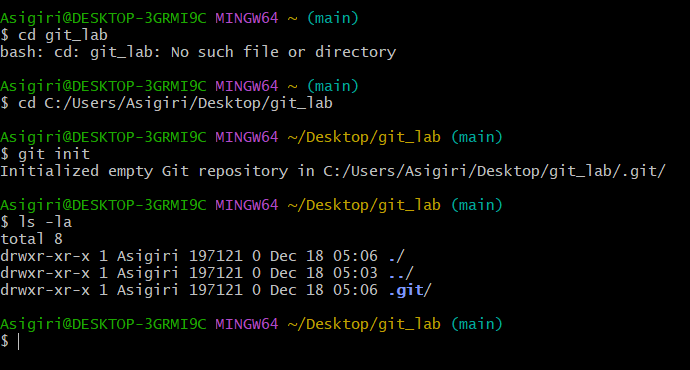 Asigiri@DESKTOP-3GRMI9C MINGW64 ~ (main)
$ cd git_lab
bash: cd: git_lab: No such file or directory
Asigiri@DESKTOP-3GRMI9C MINGW64 ~ (main)
$ cd C:/Users/Asigiri/Desktop/git_lab
Asigiri@DESKTOP-3GRMI9C MINGW64 ~/Desktop/git_lab (main)
$ git init
Initialized empty Git repository in C:/Users/Asigiri/Desktop/git_lab/.git/
Asigiri@DESKTOP-3GRMI9C MINGW64 ~/Desktop/git_lab (main)
$ ls -la
total 8
drwxr-xr-x 1 Asigiri 197121 0 Dec 18 05:06 ./
drwxr-xr-x 1 Asigiri 197121 0 Dec 18 05:03 ../
drwxr-xr-x 1 Asigiri 197121 0 Dec 18 05:06 .git/
Asigiri@DESKTOP-3GRMI9C MINGW64 ~/Desktop/git_lab (main)
$